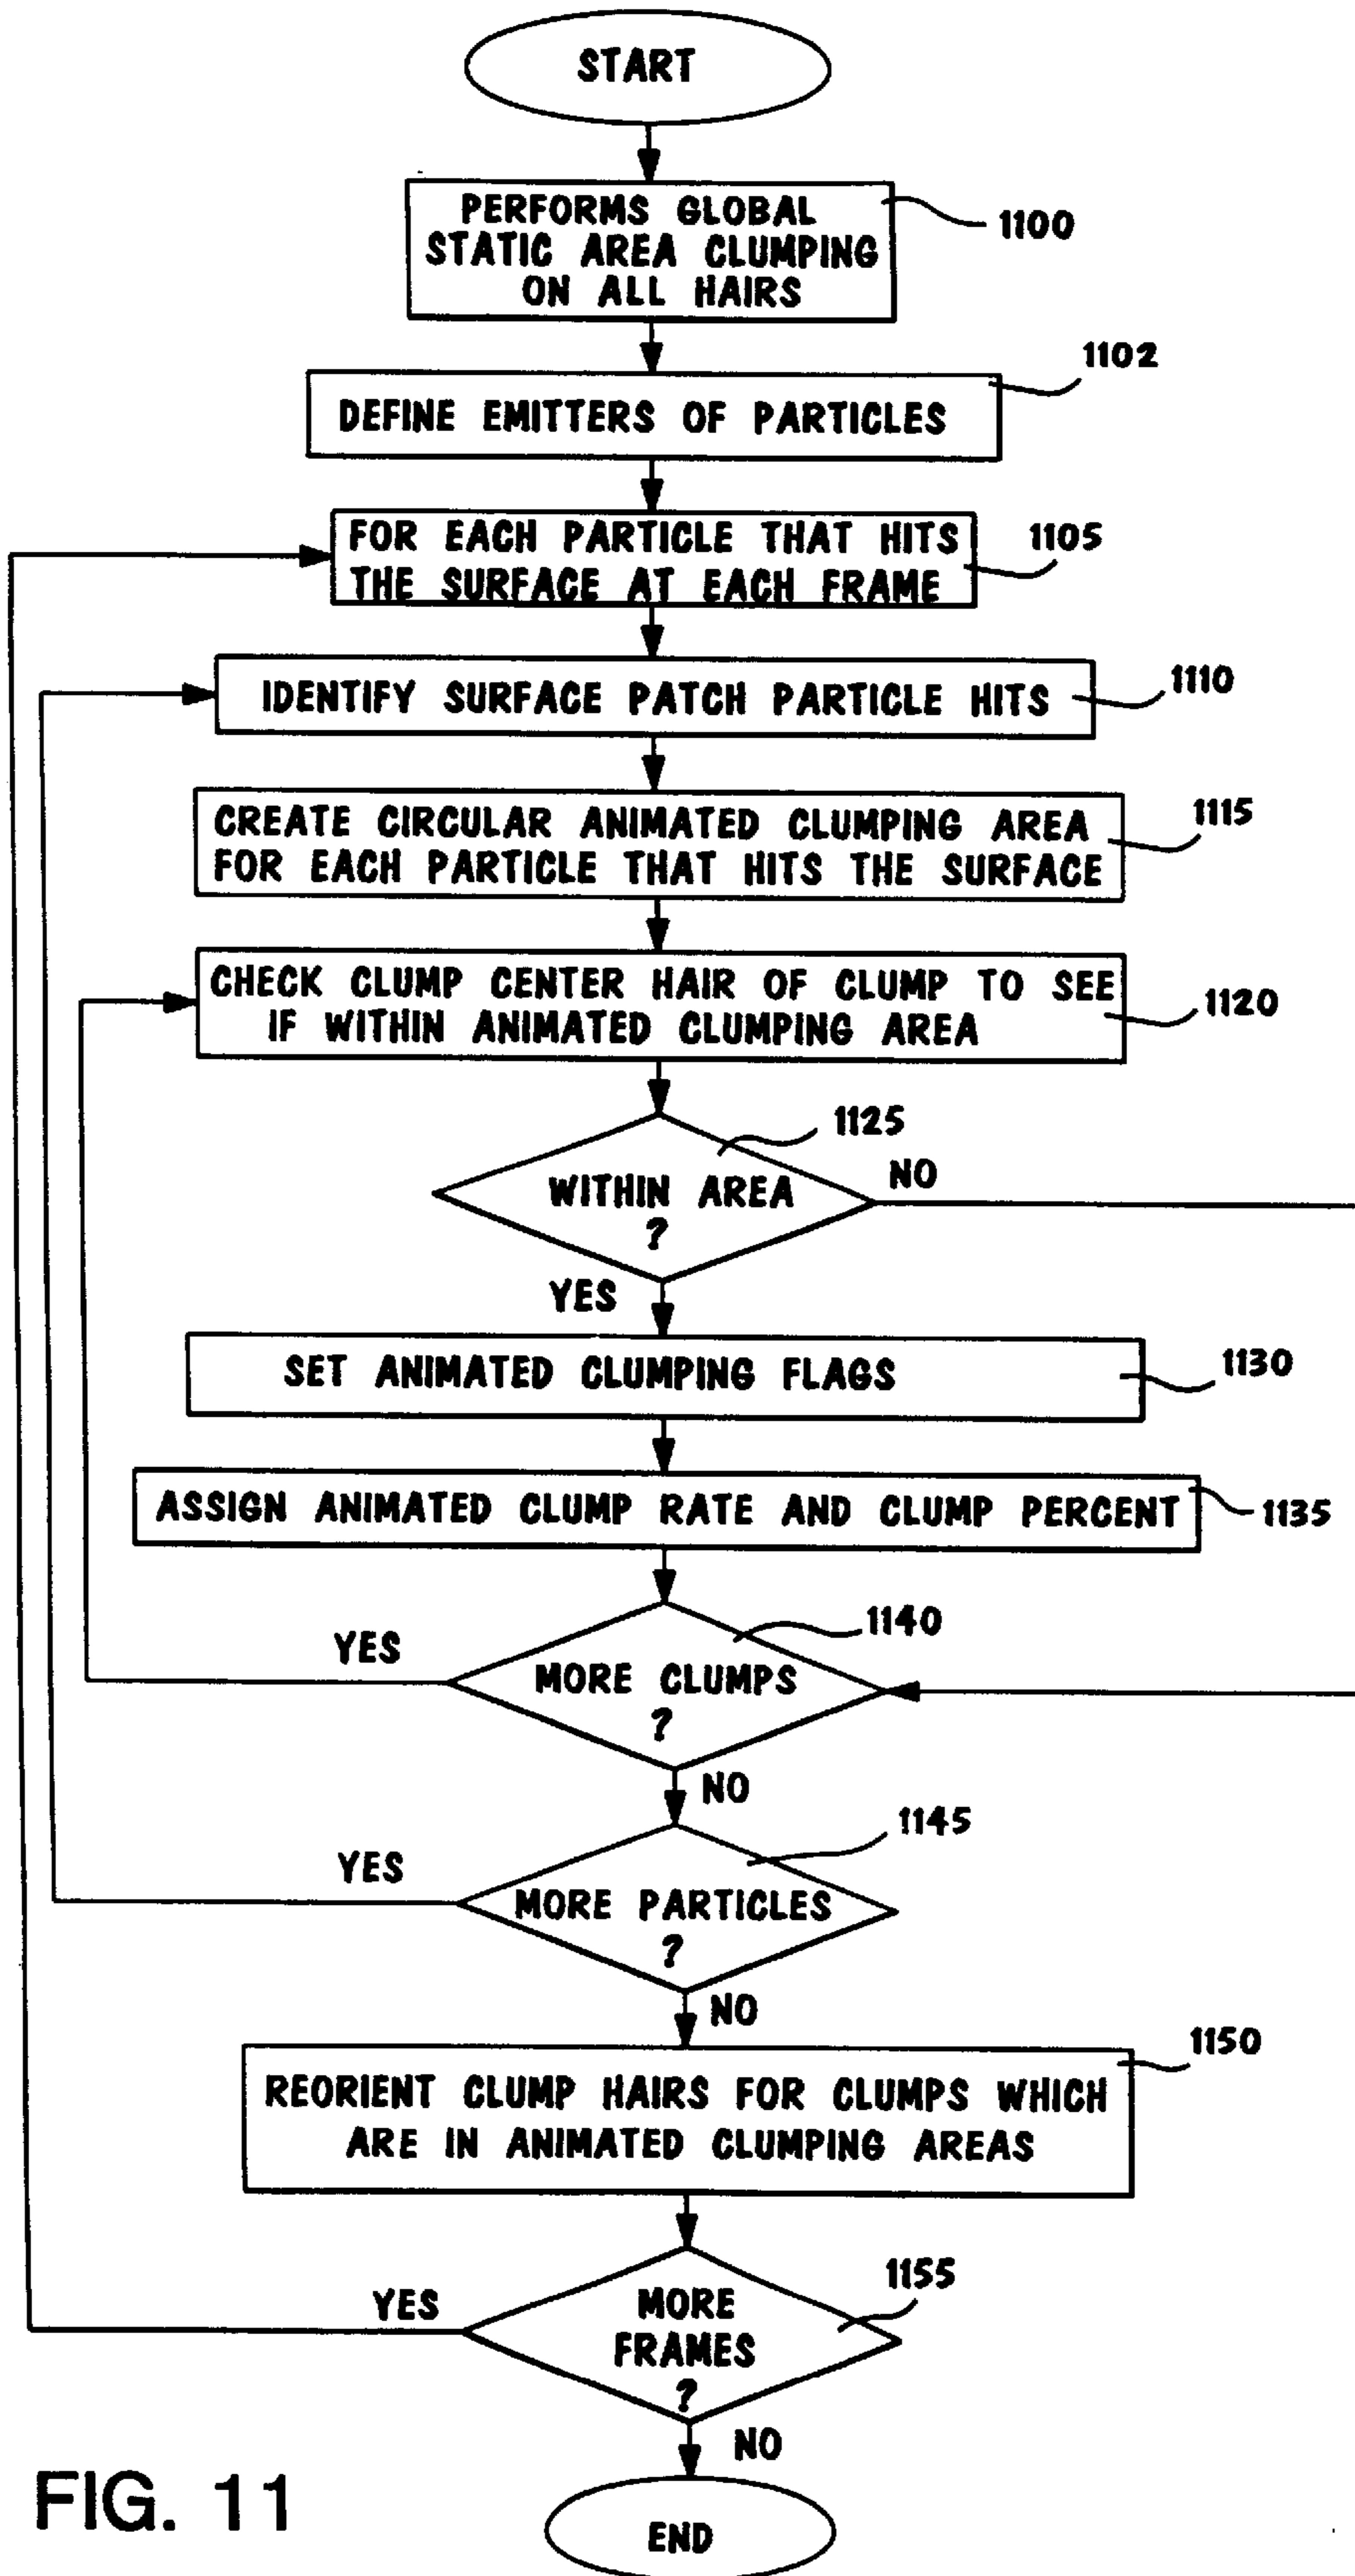 START
PERFORMS GLOBAL
STATIC AREA CLUMPING
ON ALL HAIRS
1100
1102
DEFINE EMITTERS OF PARTICLES
FOR EACH PARTICLE THAT HITS
THE SURFACE AT EACH FRAME
1105
IDENTIFY SURFACE PATCH PARTICLE HITS
1110
CREATE CIRCULAR ANIMATED CLUMPING AREA
FOR EACH PARTICLE THAT HITS THE SURFACE
1115
CHECK CLUMP CENTER HAIR OF CLUMP TO SEE
IF WITHIN ANIMATED CLUMPING AREA
1120
1125
WITHIN AREA
?
NO
YES
SET ANIMATED CLUMPING FLAGS
1130
ASSIGN ANIMATED CLUMP RATE AND CLUMP PERCENT
1135
1140
YES
MORE CLUMPS
?
NO
1145
YES
MORE PARTICLES
?
NO
1150
REORIENT CLUMP HAIRS FOR CLUMPS WHICH
ARE IN ANIMATED CLUMPING AREAS
1155
YES
MORE
FRAMES
?
NO
END
FIG. 11